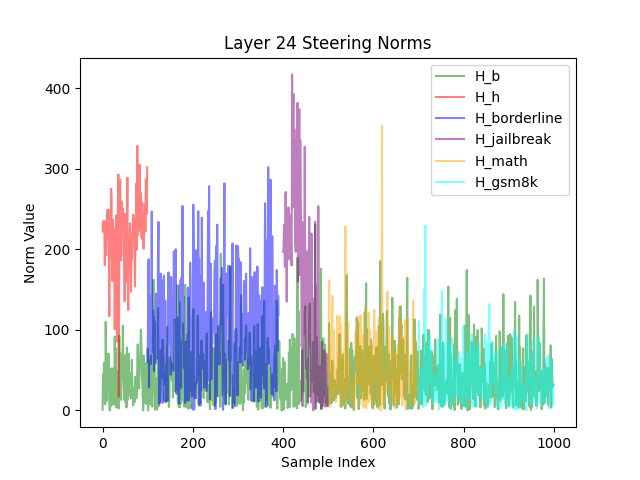 Layer 24 Steering Norms
H_b
H_h
H_borderline
H_jailbreak
H_math
H_gsm8k
Norm Value
400
300
200
100
0
0
200
400
600
800
1000
Sample Index